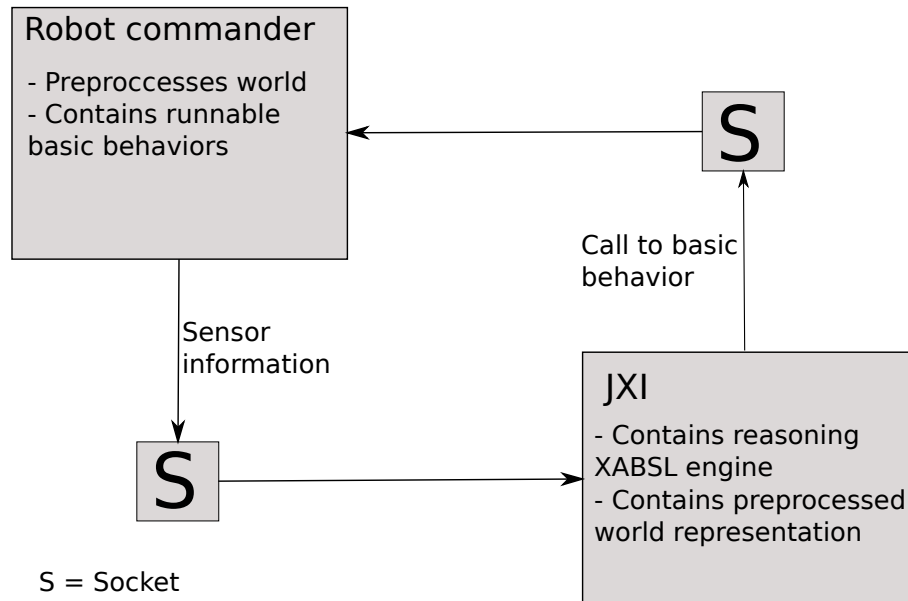 Robot commander
- Preproccesses world
- Contains runnable
basic behaviors
S
Call to basic
behavior
Sensor
information
JXI
- Contains reasoning
XABSL engine
- Contains preprocessed
world representation
S
S = Socket